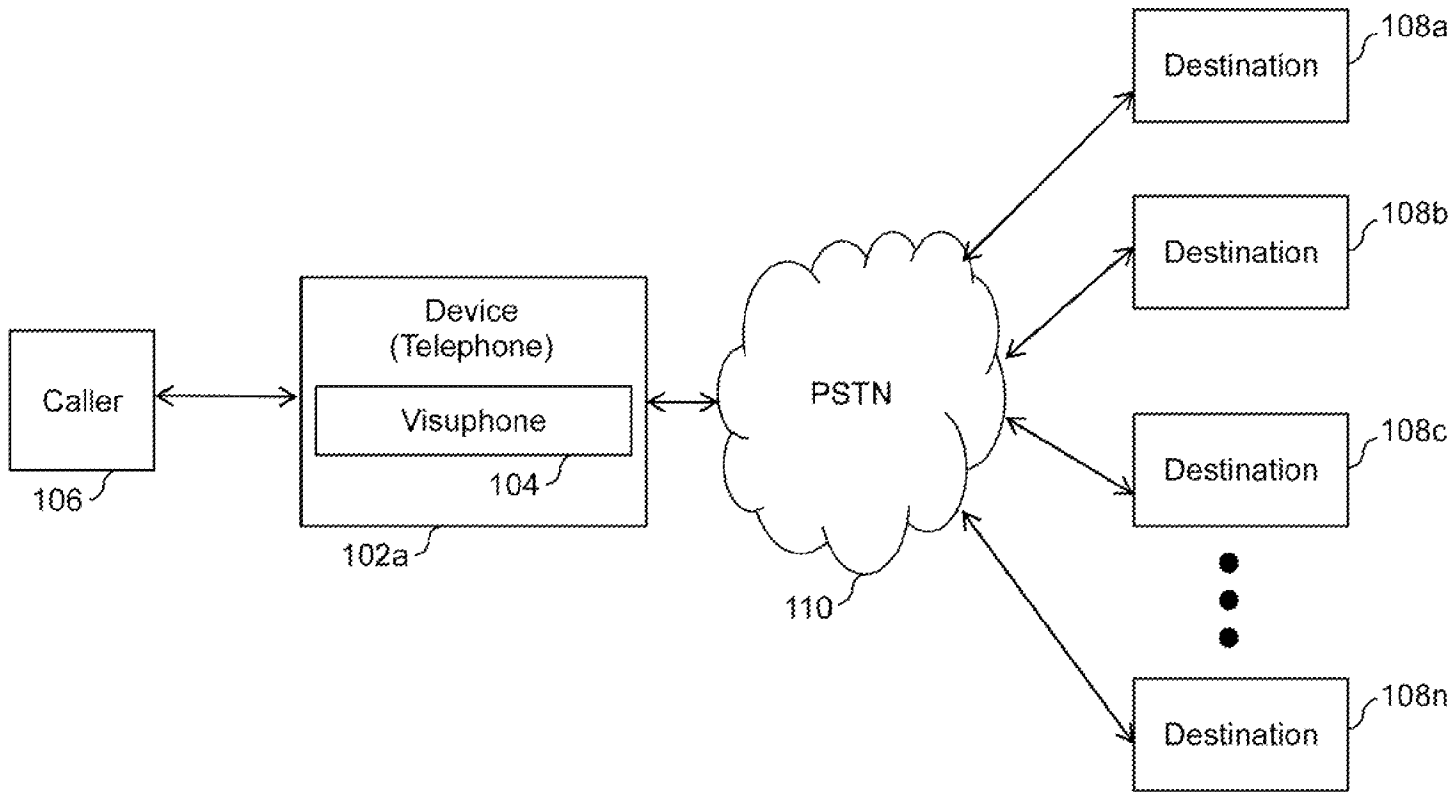 108a
Destination
108b
Destination
Device
(Telephone)
Caller
PSTN
Visuphone
108c
Destination
104
106
102a
110
108n
Destination